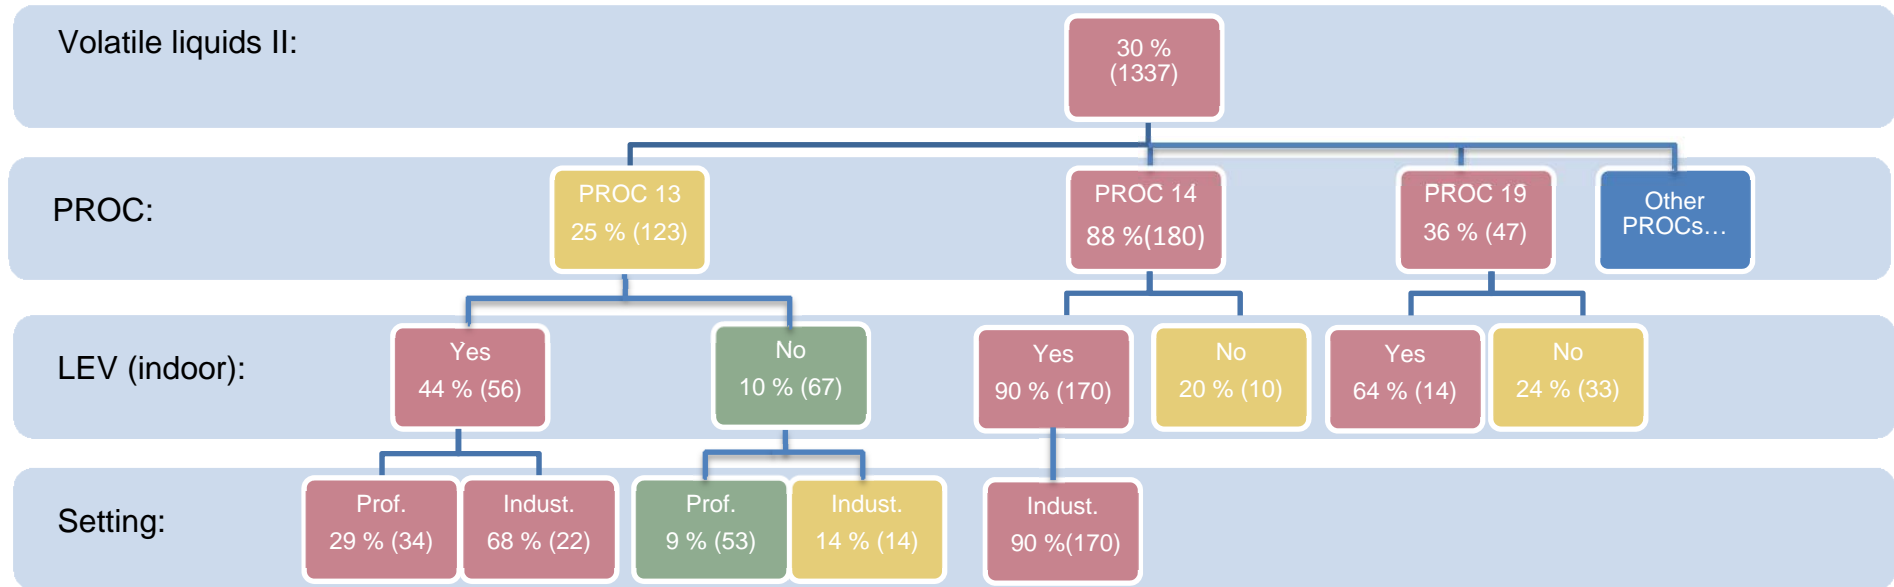 Volatile liquids II:
30 %
(1337)
PROC:
PROC 13
25 % (123)
PROC 14
88 %(180)
PROC 19
36 % (47)
Other
PROCs…
LEV (indoor):
Yes
44 % (56)
No
10 % (67)
Yes
90 % (170)
No
20 % (10)
Yes
64 % (14)
No
24 % (33)
Setting:
Prof.
29 % (34)
Indust.
68 % (22)
Prof.
9 % (53)
Indust.
14 % (14)
Indust.
90 %(170)